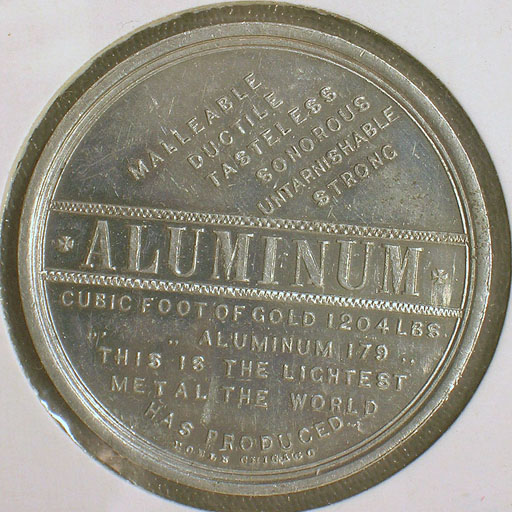 MALLEABLE
DUCTILE
TASTELESS
SONOROUS
UNTARNISHABLE
STRONG
ALUMINUM
CUBIC FOOT OF GOLD 1204 LBS.
" " ALUMINUM 179 "
THIS IS THE LIGHTEST
METAL THE WORLD
HAS PRODUCED.
CHICAGO